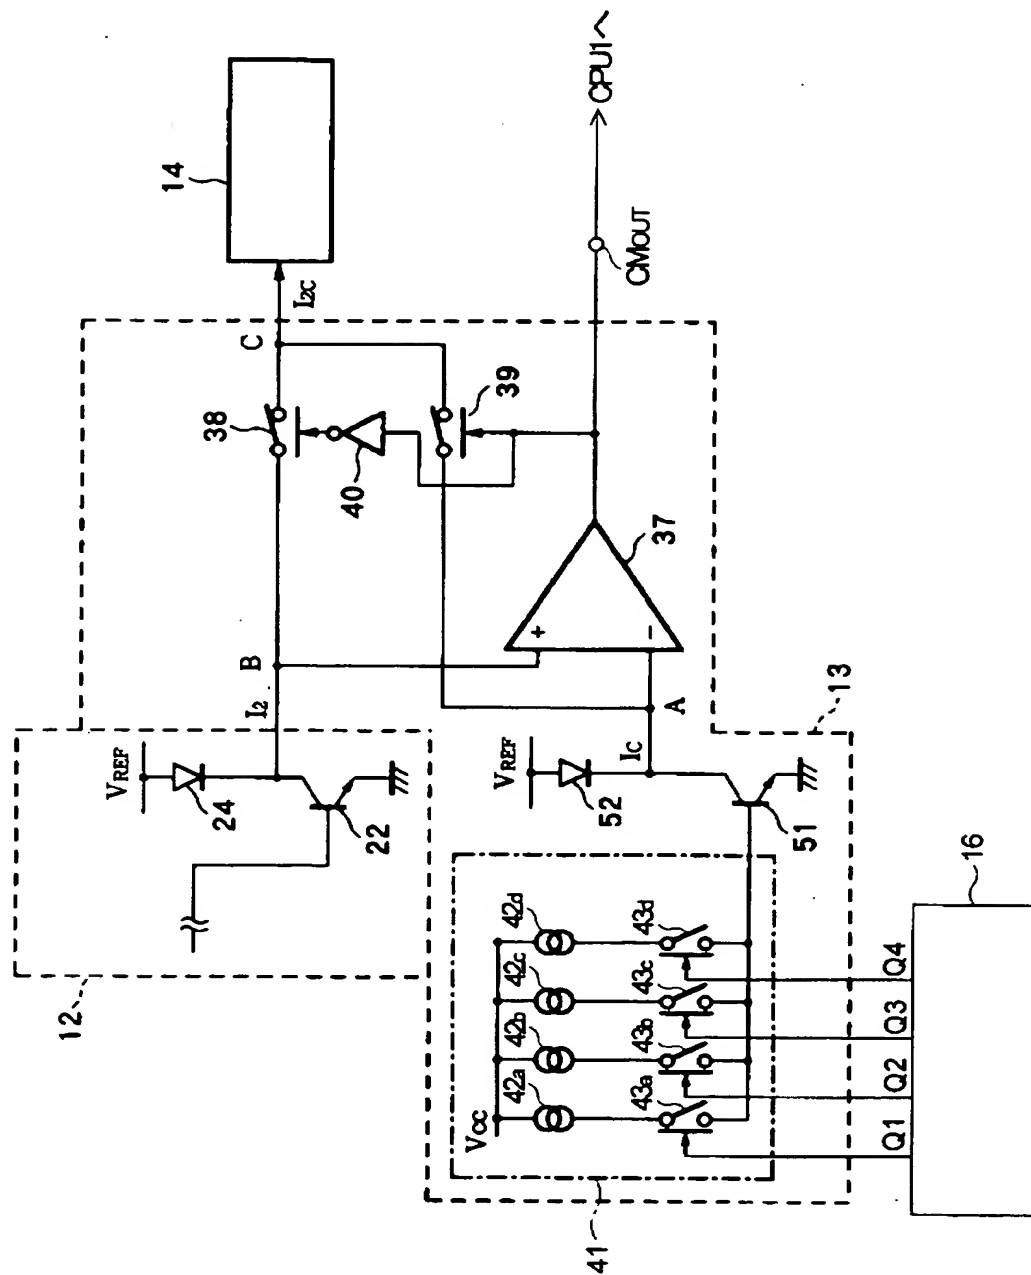 12
VREF
24
22
I2
B
38
C
I2C
14
40
39
+
−
37
CMOUT
CPU1へ
VREF
52
IC
A
51
13
41
VCC
42a
42b
42c
42d
43a
43b
43c
43d
Q1
Q2
Q3
Q4
16